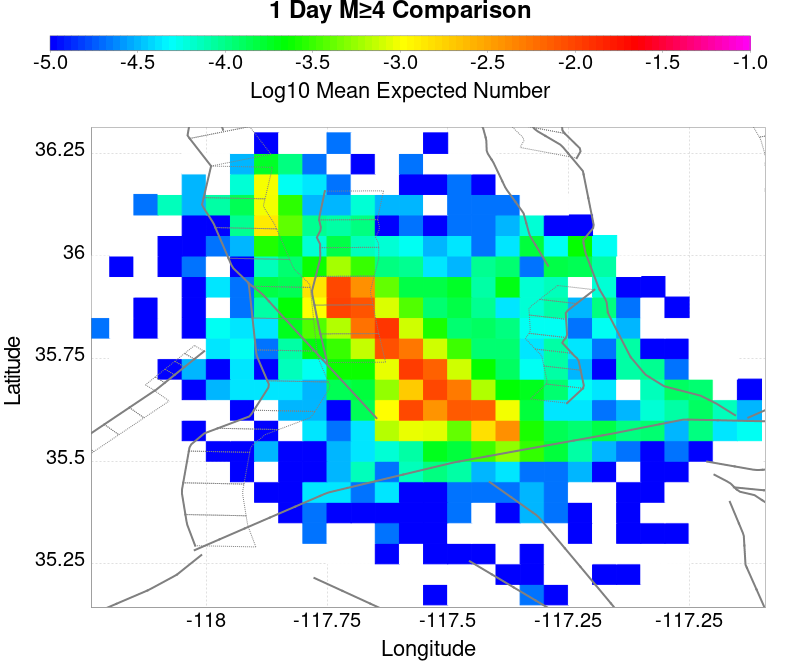 1 Day M≥4 Comparison
-5.0 -4.5 -4.0 -3.5 -3.0 -2.5 -2.0 -1.5 -1.0
Log10 Mean Expected Number
36.25
36
35.75
35.5
35.25
Latitude
-118 -117.75 -117.5 -117.25 -117.25
Longitude